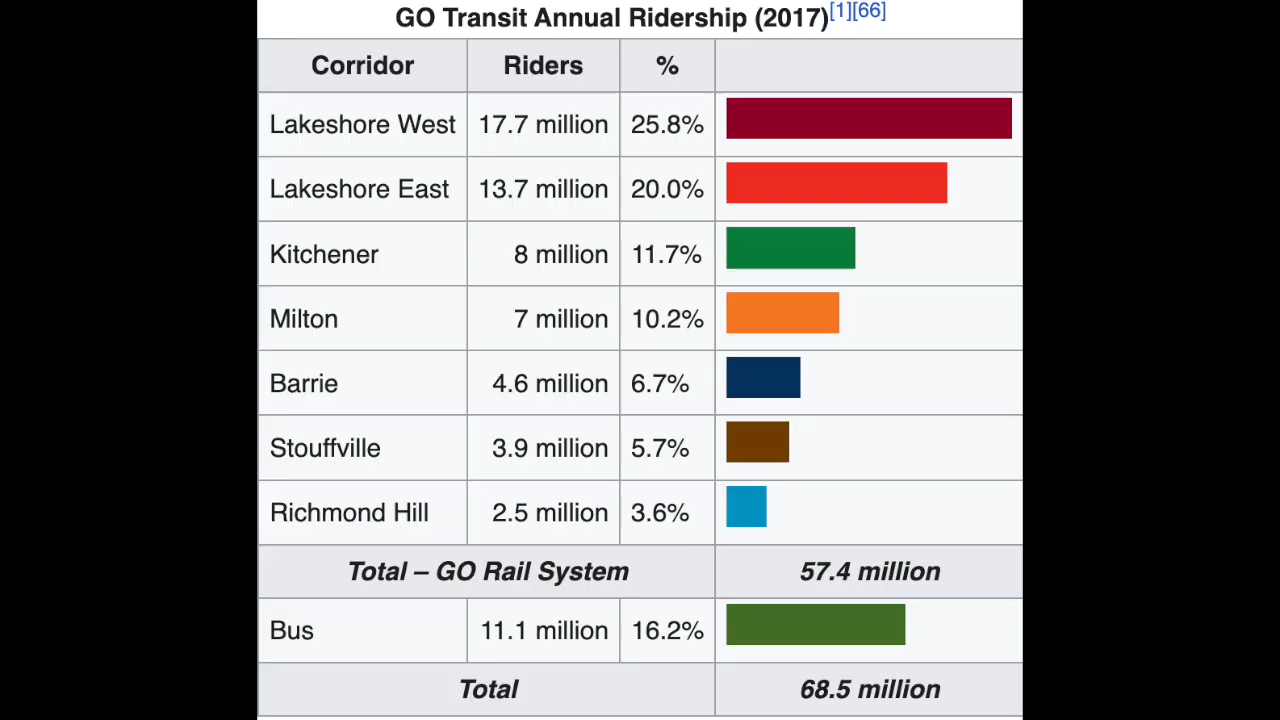 GO Transit Annual Ridership (2017)[1][66]
Corridor Riders %
Lakeshore West 17.7 million 25.8%
Lakeshore East 13.7 million 20.0%
Kitchener 8 million 11.7%
Milton 7 million 10.2%
Barrie 4.6 million 6.7%
Stouffville 3.9 million 5.7%
Richmond Hill 2.5 million 3.6%
Total – GO Rail System 57.4 million
Bus 11.1 million 16.2%
Total 68.5 million